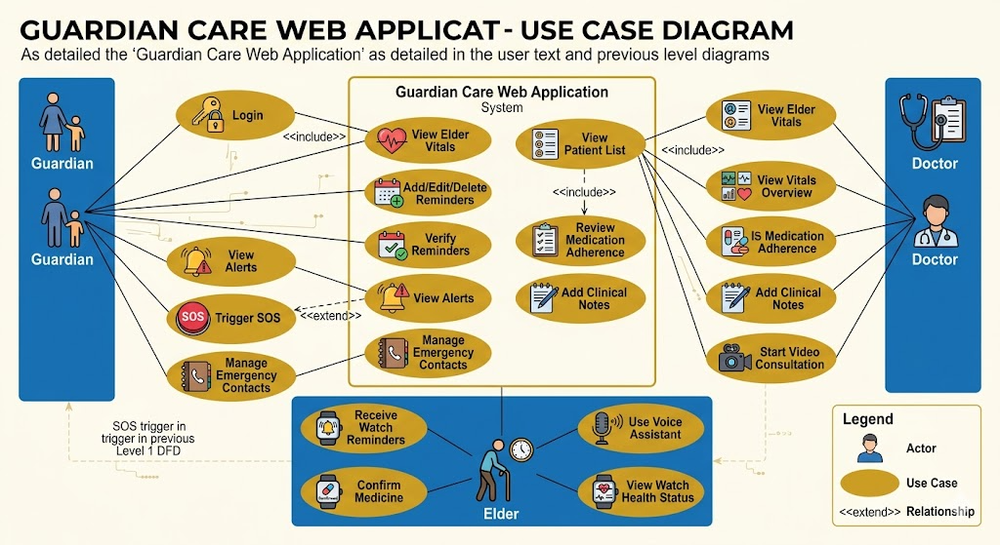 GUARDIAN CARE WEB APPLICAT - USE CASE DIAGRAM
As detailed the ‘Guardian Care Web Application’ as detailed in the user text and previous level diagrams
Guardian
Guardian
Login
<<include>>
View
Alerts
SOS
Trigger SOS
<<extend>>
Manage
Emergency
Contacts
Guardian Care Web Application
System
View Elder
Vitals
Add/Edit/Delete
Reminders
Verify
Reminders
View Alerts
Manage
Emergency
Contacts
View
Patient List
<<include>>
Review
Medication
Adherence
Add Clinical
Notes
<<include>>
View Elder
Vitals
View Vitals
Overview
IS Medication
Adherence
Add Clinical
Notes
Start Video
Consultation
Doctor
Doctor
SOS trigger in
trigger in previous
Level 1 DFD
Receive
Watch
Reminders
Confirm
Medicine
Elder
Use Voice
Assistant
View Watch
Health Status
Legend
Actor
Use Case
<<extend>> Relationship